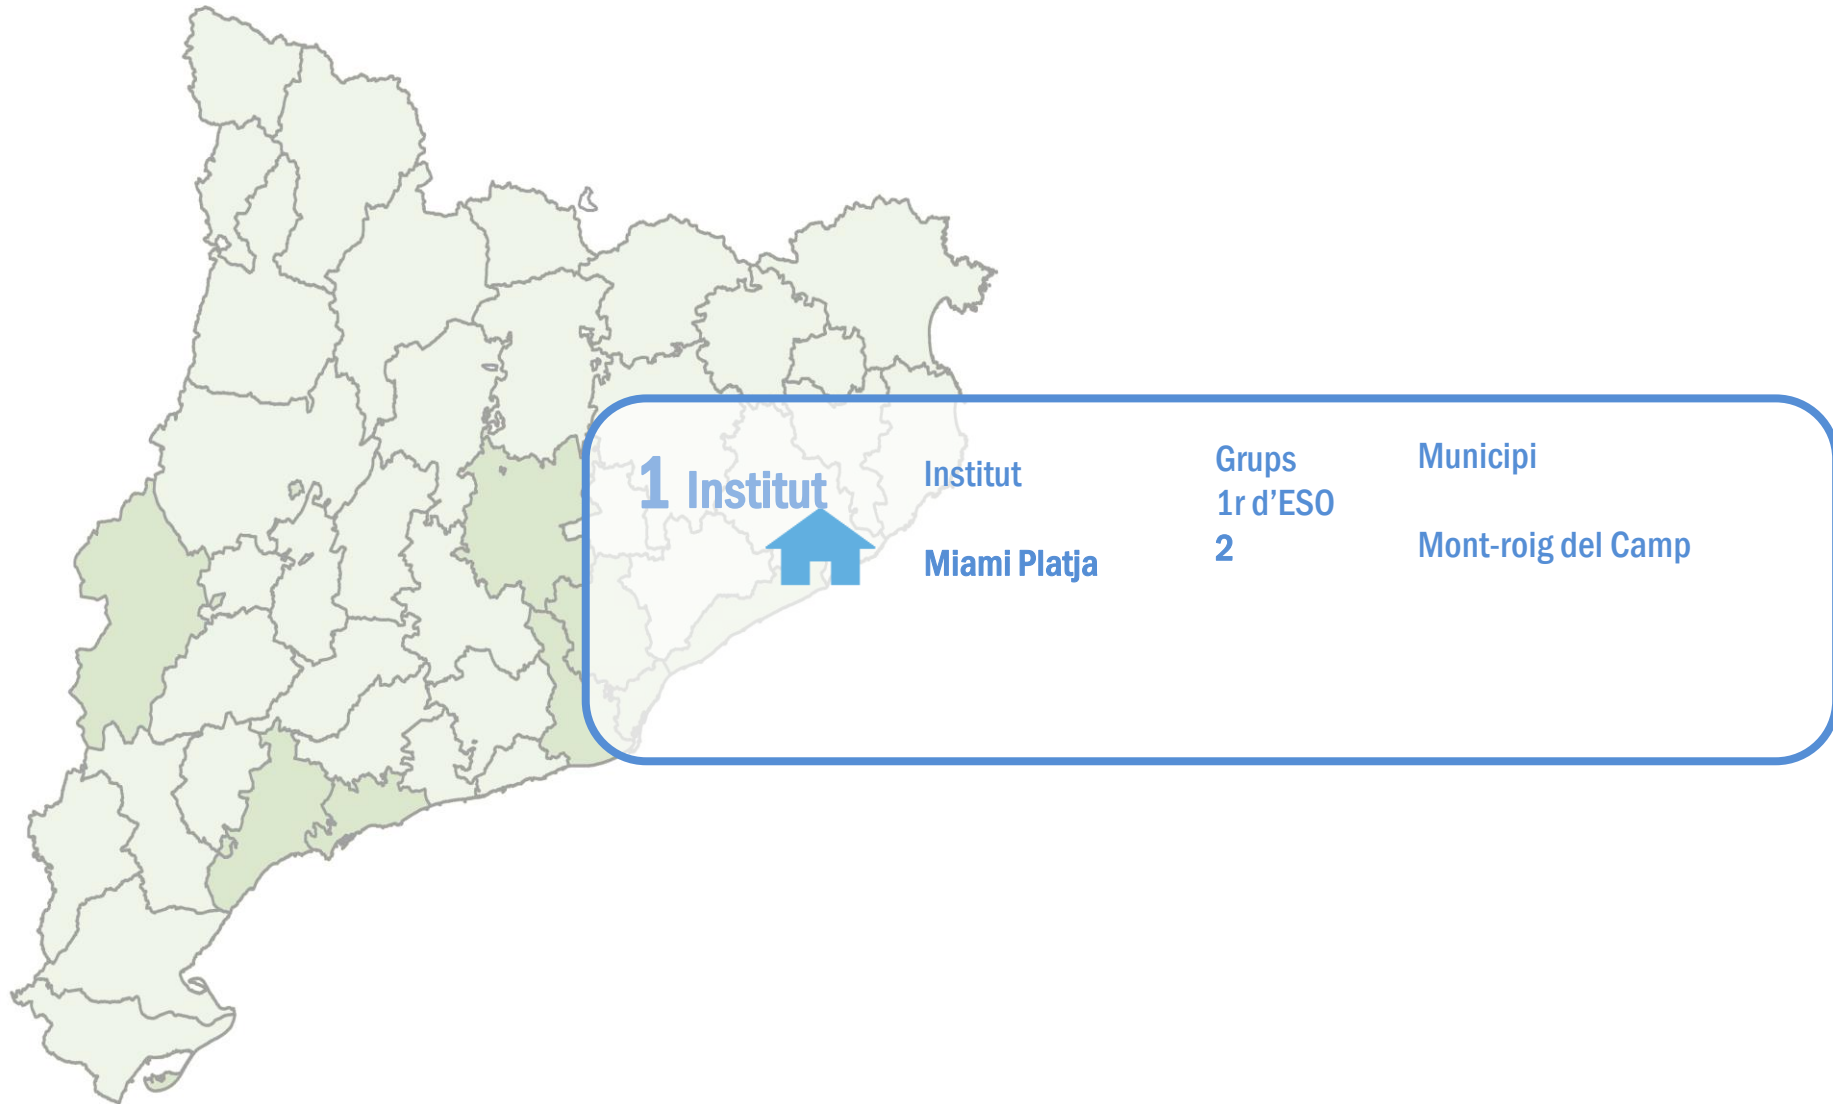 1 Institut
Institut
Miami Platja
Grups
1r d’ESO
2
Municipi
Mont-roig del Camp